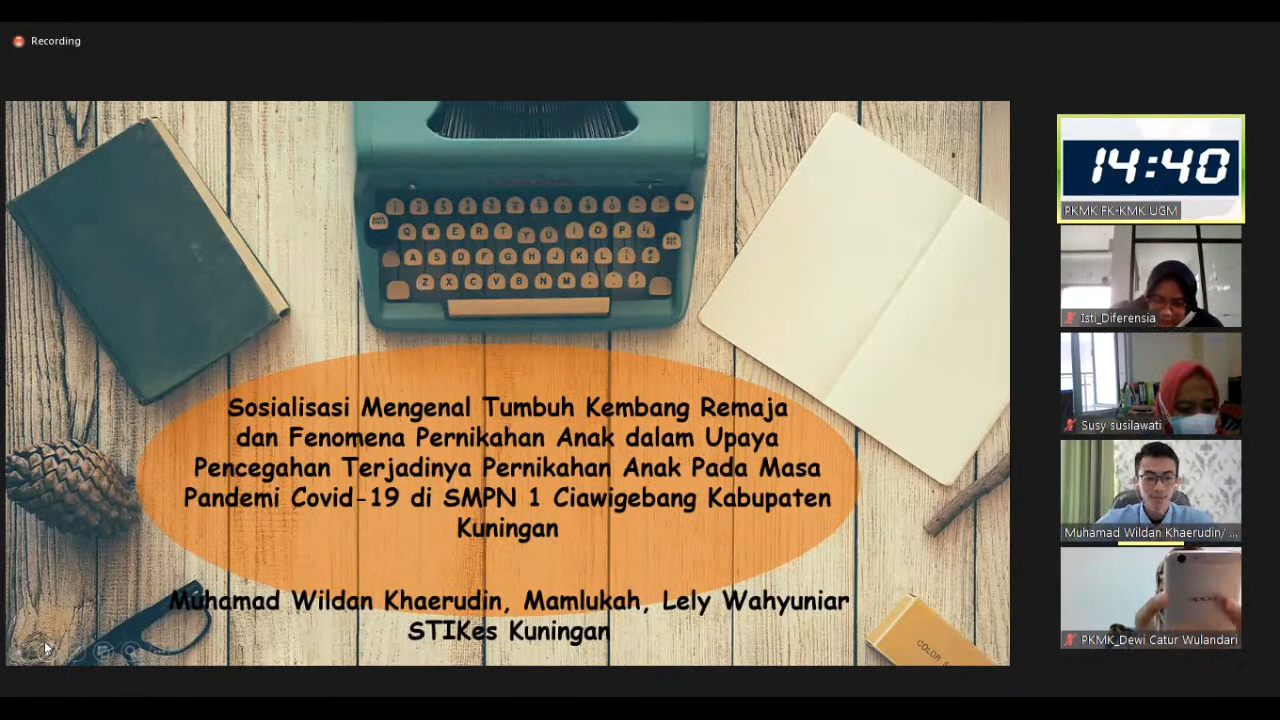 Recording
Sosialisasi Mengenal Tumbuh Kembang Remaja
dan Fenomena Pernikahan Anak dalam Upaya
Pencegahan Terjadinya Pernikahan Anak Pada Masa
Pandemi Covid-19 di SMPN 1 Ciawigebang Kabupaten
Kuningan
Muhamad Wildan Khaerudin, Mamlukah, Lely Wahyuniar
STIKes Kuningan
COLOR
14:40
PKMK FK-KMK UGM
Isti_Diferensia
Susy susilawati
Muhamad Wildan Khaerudin/ ...
PKMK_Dewi Catur Wulandari
Q W E R T Y U I O P
A S D F G H J K L
Z X C V B N M